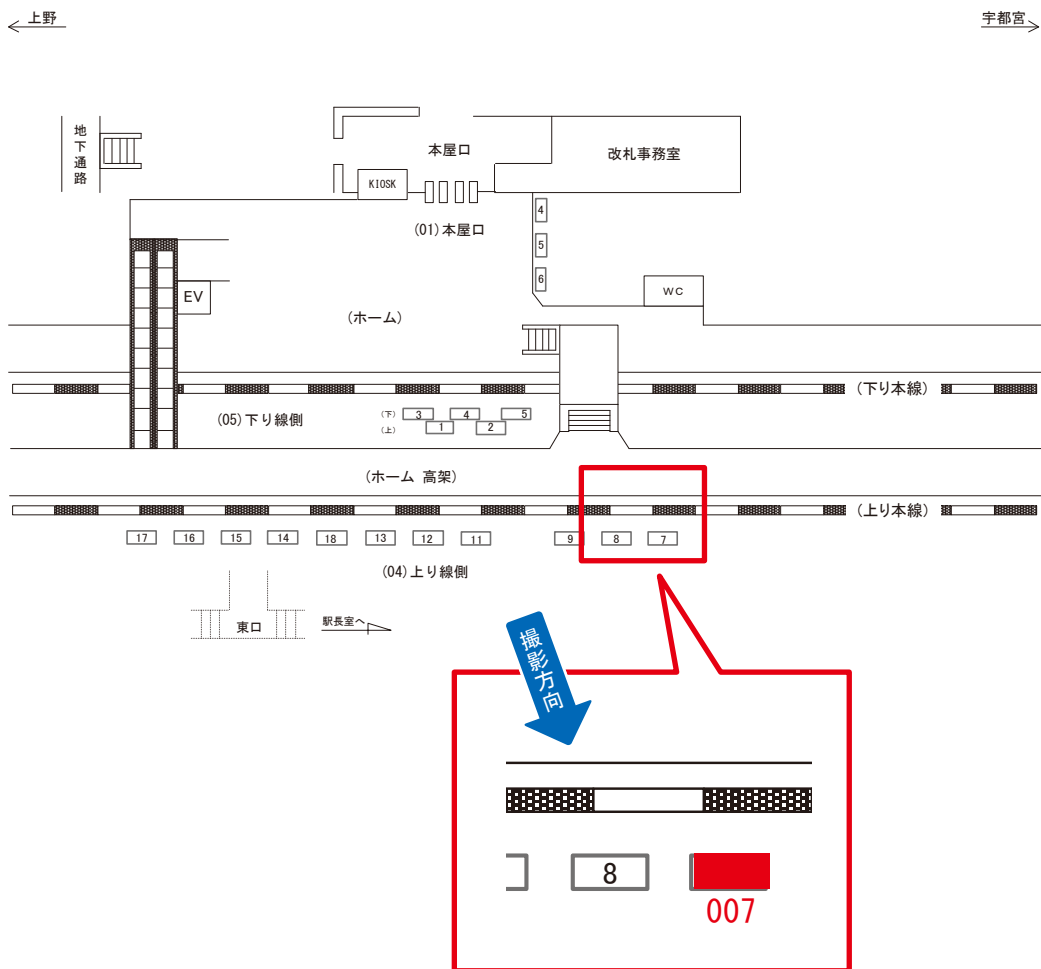 上野
宇都宮
地下通路
本屋口
改札事務室
KIOSK
(01)本屋口
4
5
6
EV
WC
(ホーム)
(下り本線)
(05)下り線側
(下) 3 4 5
(上) 1 2
(ホーム 高架)
(上り本線)
17 16 15 14 18 13 12 11 9 8 7
(04)上り線側
東口
駅長室へ
撮影方向
8
007